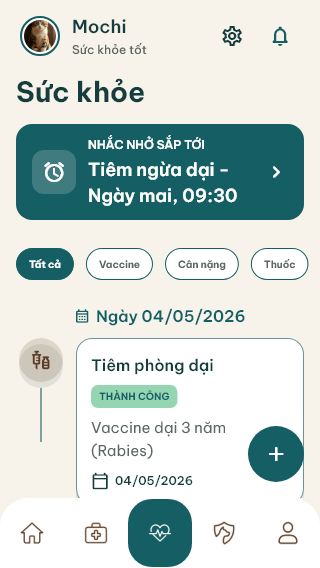 Mochi
Sức khỏe tốt
Sức khỏe
NHẮC NHỞ SẮP TỚI
Tiêm ngừa dại -
Ngày mai, 09:30
Tất cả
Vaccine
Cân nặng
Thuốc
Ngày 04/05/2026
Tiêm phòng dại
THÀNH CÔNG
Vaccine dại 3 năm
(Rabies)
04/05/2026